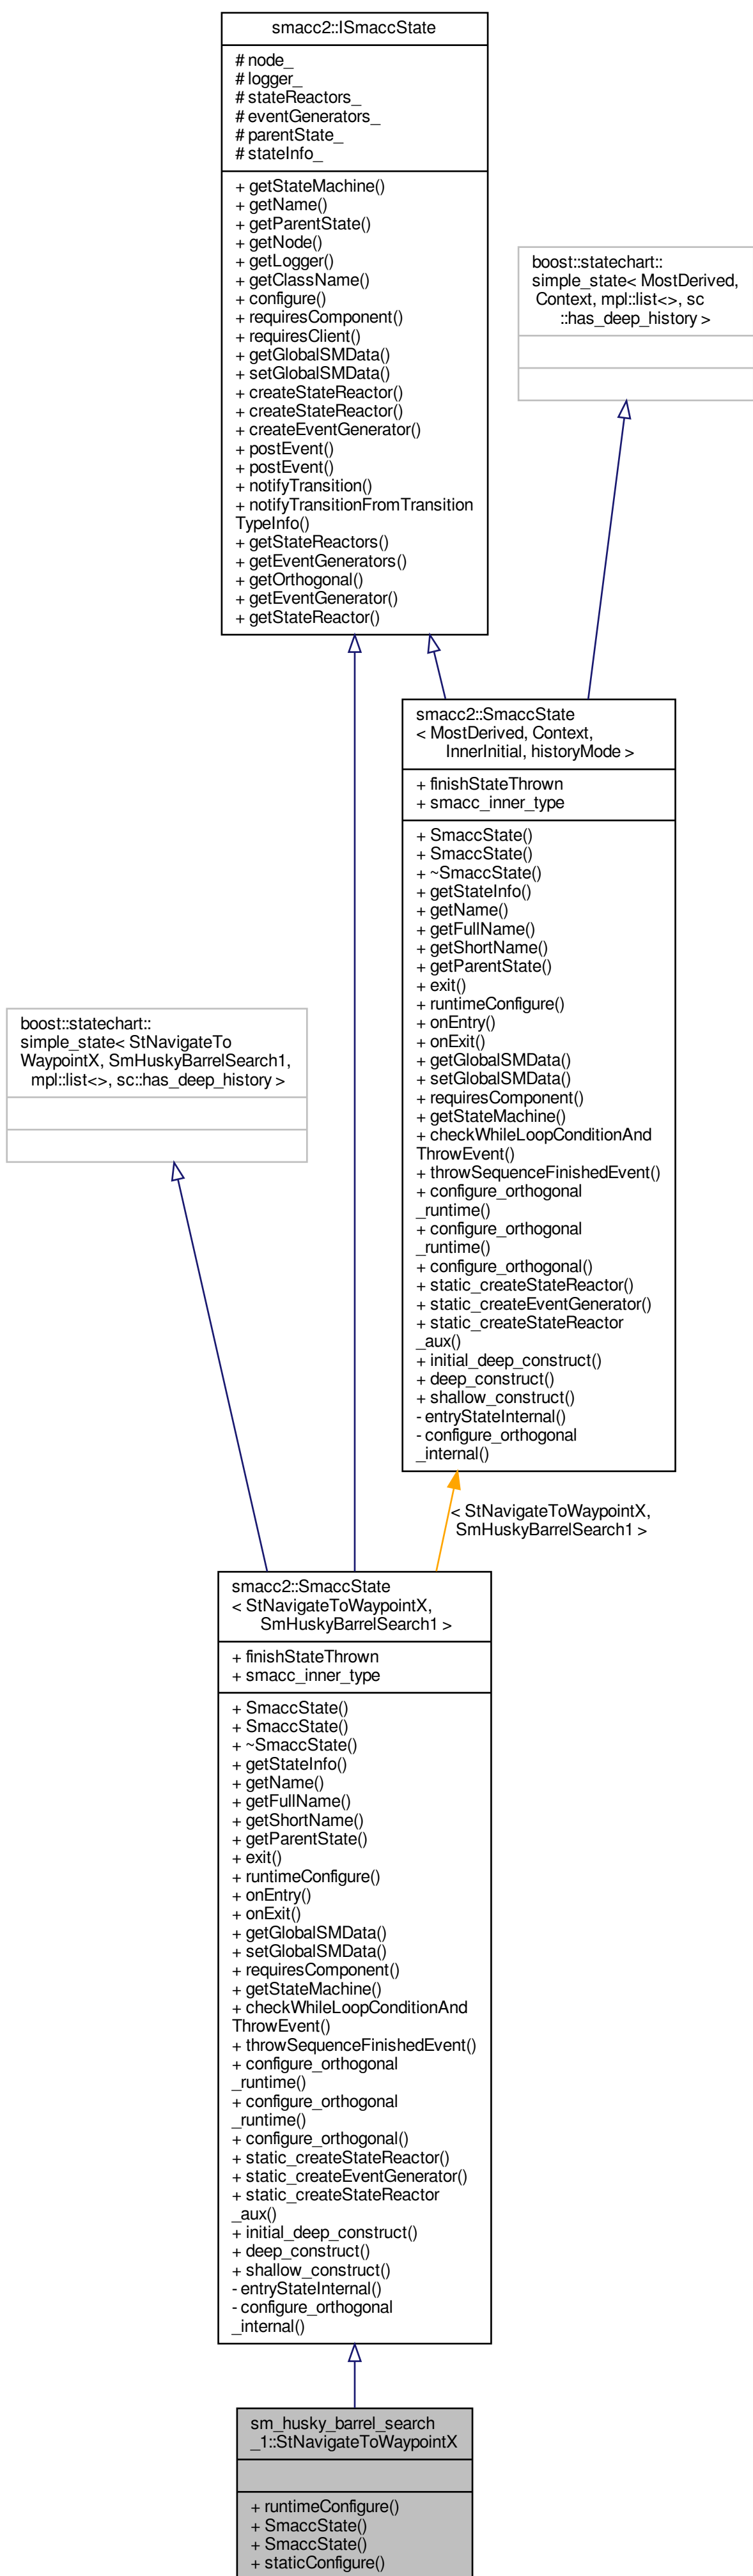 smacc2::ISmaccState
# node_
# logger_
# stateReactors_
# eventGenerators_
# parentState_
# stateInfo_
+ getStateMachine()
+ getName()
+ getParentState()
+ getNode()
+ getLogger()
+ getClassName()
+ configure()
+ requiresComponent()
+ requiresClient()
+ getGlobalSMData()
+ setGlobalSMData()
+ createStateReactor()
+ createStateReactor()
+ createEventGenerator()
+ postEvent()
+ postEvent()
+ notifyTransition()
+ notifyTransitionFromTransition
TypeInfo()
+ getStateReactors()
+ getEventGenerators()
+ getOrthogonal()
+ getEventGenerator()
+ getStateReactor()
boost::statechart::
simple_state< MostDerived,
Context, mpl::list<>, sc
::has_deep_history >
smacc2::SmaccState
< MostDerived, Context,
InnerInitial, historyMode >
+ finishStateThrown
+ smacc_inner_type
+ SmaccState()
+ SmaccState()
+ ~SmaccState()
+ getStateInfo()
+ getName()
+ getFullName()
+ getShortName()
+ getParentState()
+ exit()
+ runtimeConfigure()
+ onEntry()
+ onExit()
+ getGlobalSMData()
+ setGlobalSMData()
+ requiresComponent()
+ getStateMachine()
+ checkWhileLoopConditionAnd
ThrowEvent()
+ throwSequenceFinishedEvent()
+ configure_orthogonal
_runtime()
+ configure_orthogonal
_runtime()
+ configure_orthogonal()
+ static_createStateReactor()
+ static_createEventGenerator()
+ static_createStateReactor
_aux()
+ initial_deep_construct()
+ deep_construct()
+ shallow_construct()
- entryStateInternal()
- configure_orthogonal
_internal()
boost::statechart::
simple_state< StNavigateTo
WaypointX, SmHuskyBarrelSearch1,
mpl::list<>, sc::has_deep_history >
< StNavigateToWaypointX,
SmHuskyBarrelSearch1 >
smacc2::SmaccState
< StNavigateToWaypointX,
SmHuskyBarrelSearch1 >
+ finishStateThrown
+ smacc_inner_type
+ SmaccState()
+ SmaccState()
+ ~SmaccState()
+ getStateInfo()
+ getName()
+ getFullName()
+ getShortName()
+ getParentState()
+ exit()
+ runtimeConfigure()
+ onEntry()
+ onExit()
+ getGlobalSMData()
+ setGlobalSMData()
+ requiresComponent()
+ getStateMachine()
+ checkWhileLoopConditionAnd
ThrowEvent()
+ throwSequenceFinishedEvent()
+ configure_orthogonal
_runtime()
+ configure_orthogonal
_runtime()
+ configure_orthogonal()
+ static_createStateReactor()
+ static_createEventGenerator()
+ static_createStateReactor
_aux()
+ initial_deep_construct()
+ deep_construct()
+ shallow_construct()
- entryStateInternal()
- configure_orthogonal
_internal()
sm_husky_barrel_search
_1::StNavigateToWaypointX
+ runtimeConfigure()
+ SmaccState()
+ SmaccState()
+ staticConfigure()